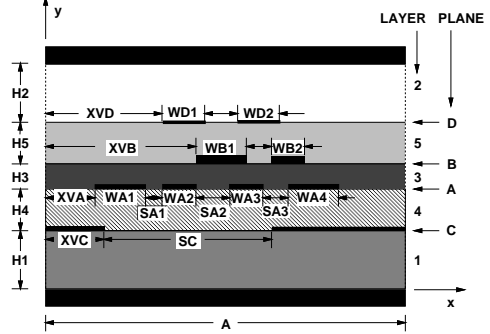 y
LAYER PLANE
H2
2
XVD WD1 WD2
D
H5
XVB WB1 WB2
5
B
H3
3
XVA WA1 WA2 WA3 WA4
A
SA1 SA2 SA3
H4
4
C
XVC SC
H1
1
x
A